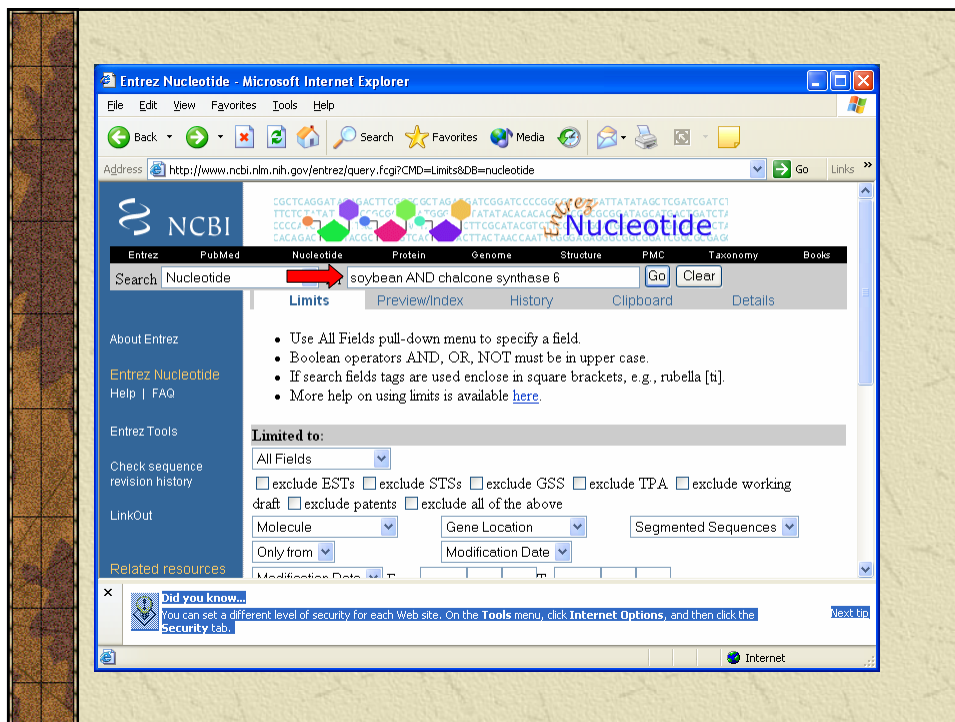 Entrez Nucleotide - Microsoft Internet Explorer
File Edit View Favorites Tools Help
Back Search Favorites Media
Address http://www.ncbi.nlm.nih.gov/entrez/query.fcgi?CMD=Limits&DB=nucleotide Go Links »
NCBI Entrez Nucleotide
Entrez PubMed Nucleotide Protein Genome Structure PMC Taxonomy Books
Search Nucleotide soybean AND chalcone synthase 6 Go Clear
Limits Preview/Index History Clipboard Details
About Entrez
Entrez Nucleotide
Help | FAQ
Entrez Tools
Check sequence
revision history
LinkOut
Related resources
• Use All Fields pull-down menu to specify a field.
• Boolean operators AND, OR, NOT must be in upper case.
• If search fields tags are used enclose in square brackets, e.g., rubella [ti].
• More help on using limits is available here.
Limited to:
All Fields
exclude ESTs exclude STSs exclude GSS exclude TPA exclude working
draft exclude patents exclude all of the above
Molecule Gene Location Segmented Sequences
Only from Modification Date
Modification Date
Did you know...
You can set a different level of security for each Web site. On the Tools menu, click Internet Options, and then click the
Security tab.
Next tip
Internet